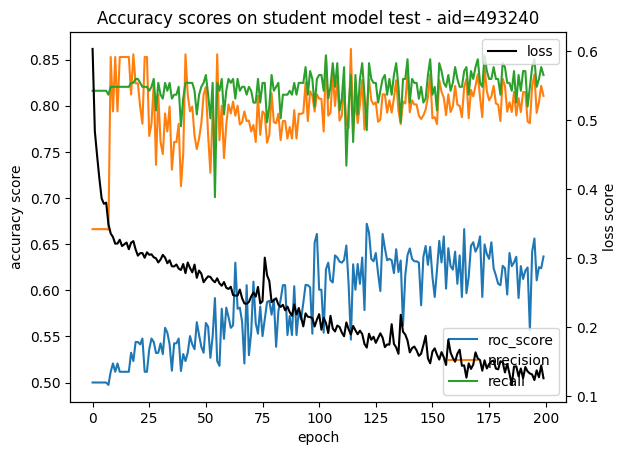 Accuracy scores on student model test - aid=493240
loss
accuracy score
0.85
0.80
0.75
0.70
0.65
0.60
0.55
0.50
0.6
0.5
0.4
0.3
0.2
0.1
loss score
roc_score
precision
recall
0
25
50
75
100
125
150
175
200
epoch